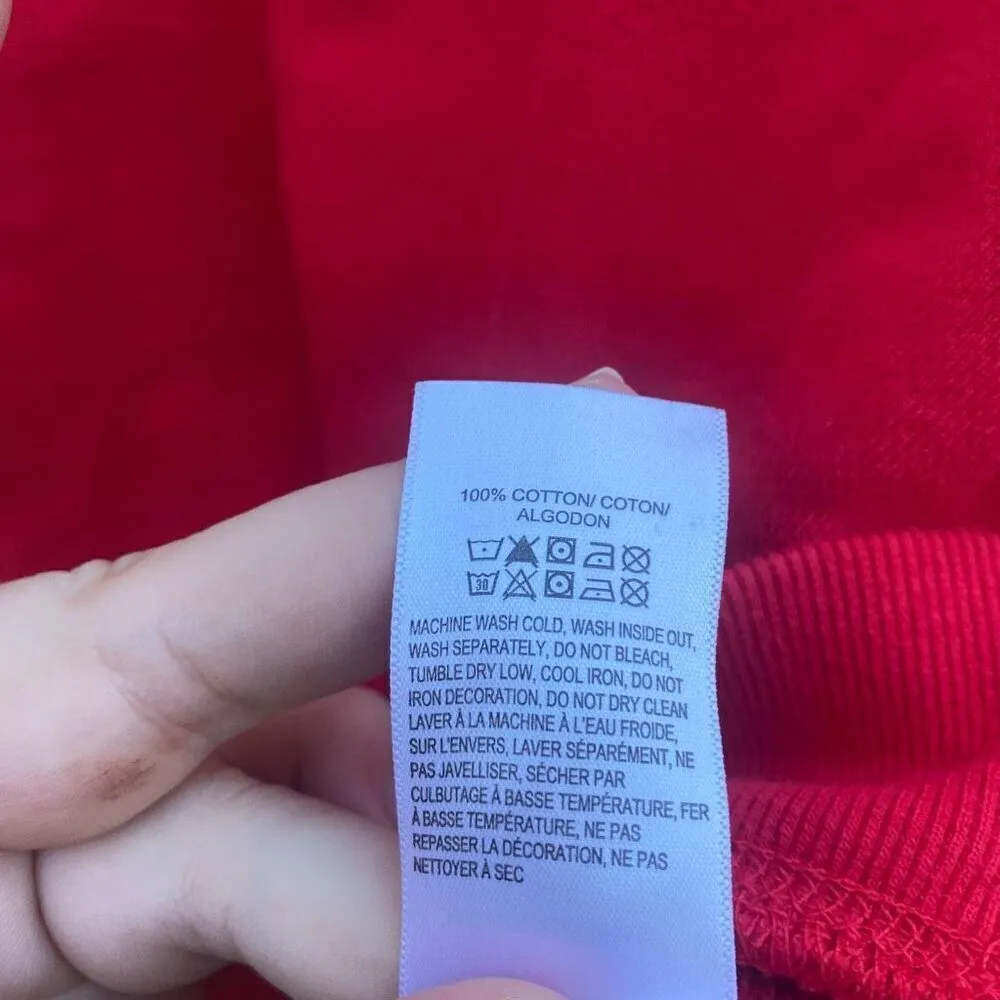 100% COTTON/ COTON/
ALGODON
30
MACHINE WASH COLD, WASH INSIDE OUT,
WASH SEPARATELY, DO NOT BLEACH,
TUMBLE DRY LOW, COOL IRON, DO NOT
IRON DECORATION, DO NOT DRY CLEAN
LAVER À LA MACHINE À L'EAU FROIDE,
SUR L'ENVERS, LAVER SÉPARÉMENT, NE
PAS JAVELLISER, SÉCHER PAR
CULBUTAGE À BASSE TEMPÉRATURE, FER
À BASSE TEMPÉRATURE, NE PAS
REPASSER LA DÉCORATION, NE PAS
NETTOYER À SEC